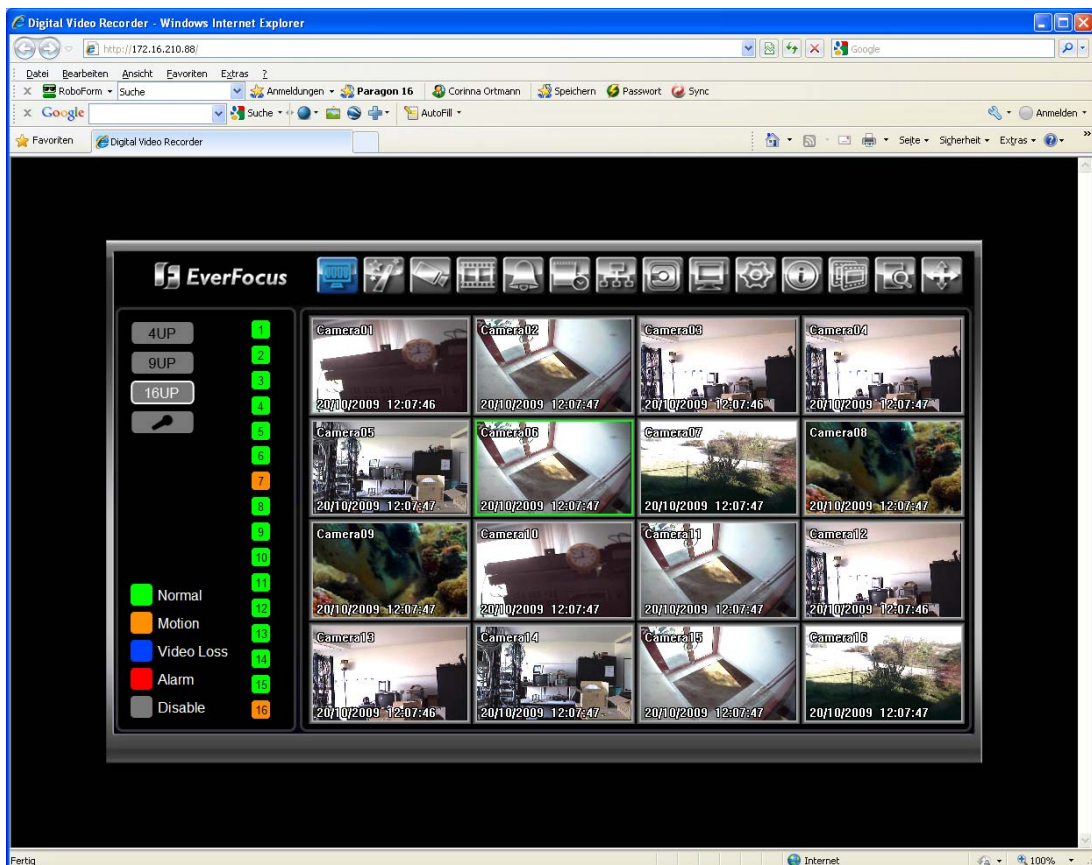 Digital Video Recorder - Windows Internet Explorer
http://172.16.210.88/
Google
Datei Bearbeiten Ansicht Favoriten Extras ?
X RoboForm Suche Anmeldungen Paragon 16 Corinna Ortmann Speichern Passwort Sync
X Google Suche AutoFill Anmelden
Favoriten Digital Video Recorder Seite Sicherheit Extras
EverFocus
4UP
9UP
16UP
1
2
3
4
5
6
7
8
9
10
11
12
13
14
15
16
Normal
Motion
Video Loss
Alarm
Disable
Camera01 Camera02 Camera03 Camera04
20/10/2009 12:07:46 20/10/2009 12:07:47 20/10/2009 12:07:46 20/10/2009 12:07:47
Camera05 Camera06 Camera07 Camera08
20/10/2009 12:07:47 20/10/2009 12:07:47 20/10/2009 12:07:47 20/10/2009 12:07:47
Camera09 Camera10 Camera11 Camera12
20/10/2009 12:07:47 20/10/2009 12:07:47 20/10/2009 12:07:47 20/10/2009 12:07:46
Camera13 Camera14 Camera15 Camera16
20/10/2009 12:07:46 20/10/2009 12:07:47 20/10/2009 12:07:47 20/10/2009 12:07:47
Fertig Internet 100%